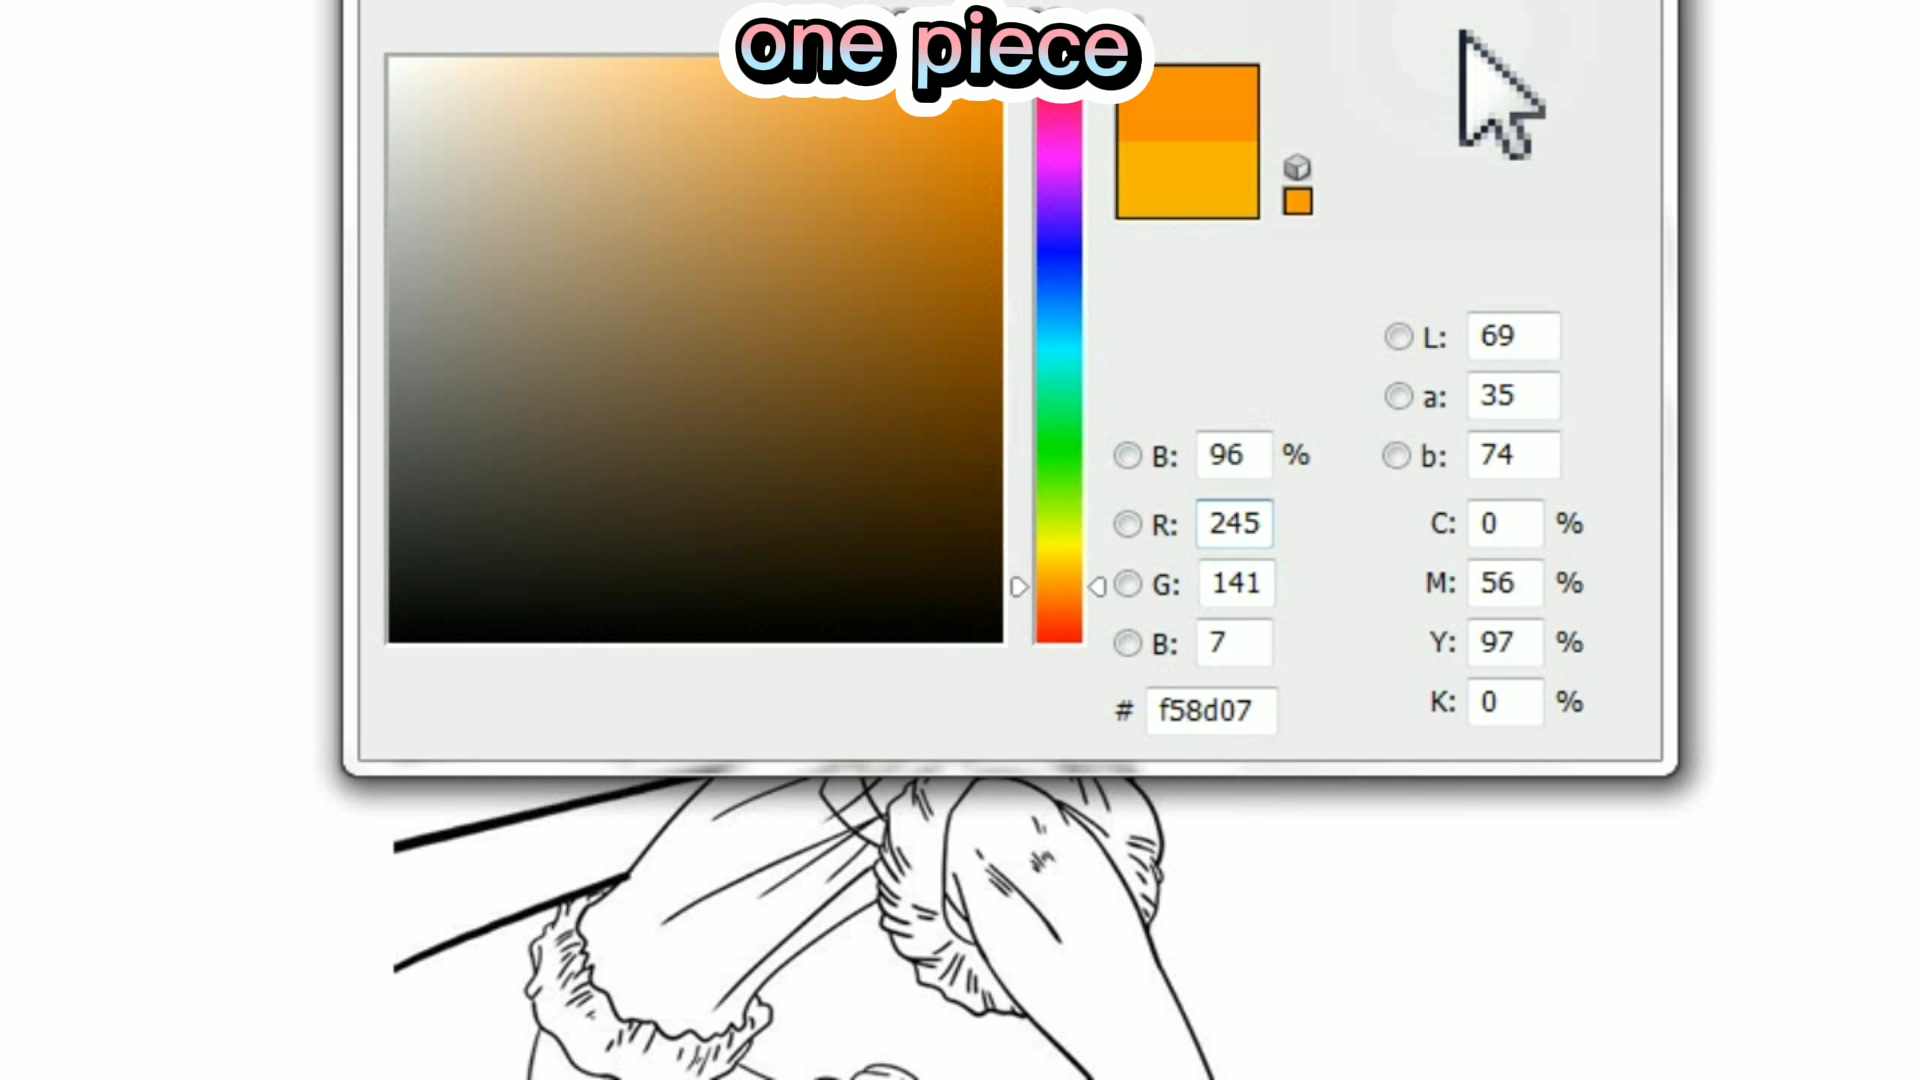 one piece
L: 69
a: 35
B: 96 % b: 74
R: 245 C: 0 %
G: 141 M: 56 %
B: 7 Y: 97 %
# f58d07 K: 0 %